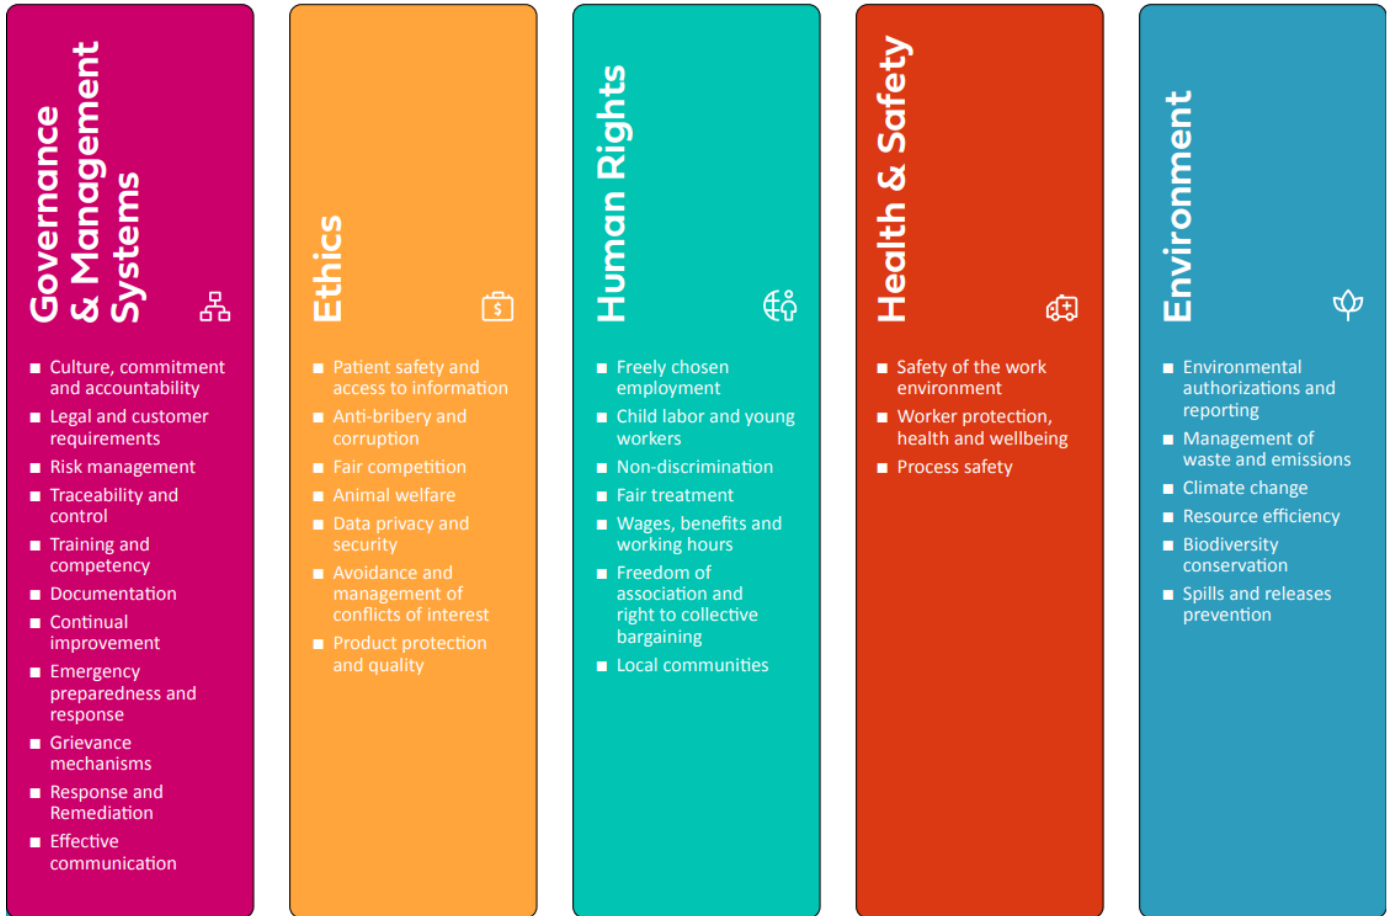 Governance
& Management
Systems
■ Culture, commitment
and accountability
■ Legal and customer
requirements
■ Risk management
■ Traceability and
control
■ Training and
competency
■ Documentation
■ Continual
improvement
■ Emergency
preparedness and
response
■ Grievance
mechanisms
■ Response and
Remediation
■ Effective
communication
Ethics
$
■ Patient safety and
access to information
■ Anti-bribery and
corruption
■ Fair competition
■ Animal welfare
■ Data privacy and
security
■ Avoidance and
management of
conflicts of interest
■ Product protection
and quality
Human Rights
■ Freely chosen
employment
■ Child labor and young
workers
■ Non-discrimination
■ Fair treatment
■ Wages, benefits and
working hours
■ Freedom of
association and
right to collective
bargaining
■ Local communities
Health & Safety
■ Safety of the work
environment
■ Worker protection,
health and wellbeing
■ Process safety
Environment
■ Environmental
authorizations and
reporting
■ Management of
waste and emissions
■ Climate change
■ Resource efficiency
■ Biodiversity
conservation
■ Spills and releases
prevention